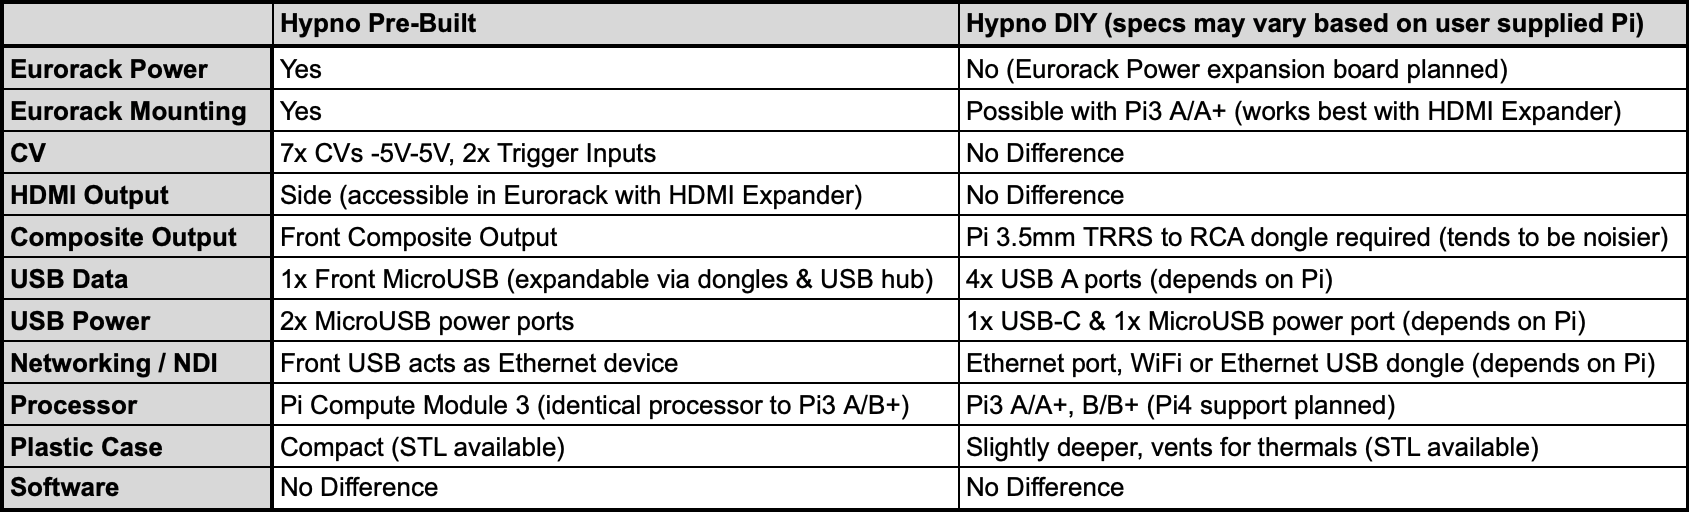 Hypno Pre-Built Hypno DIY (specs may vary based on user supplied Pi)
Eurorack Power Yes No (Eurorack Power expansion board planned)
Eurorack Mounting Yes Possible with Pi3 A/A+ (works best with HDMI Expander)
CV 7x CVs -5V-5V, 2x Trigger Inputs No Difference
HDMI Output Side (accessible in Eurorack with HDMI Expander) No Difference
Composite Output Front Composite Output Pi 3.5mm TRRS to RCA dongle required (tends to be noisier)
USB Data 1x Front MicroUSB (expandable via dongles & USB hub) 4x USB A ports (depends on Pi)
USB Power 2x MicroUSB power ports 1x USB-C & 1x MicroUSB power port (depends on Pi)
Networking / NDI Front USB acts as Ethernet device Ethernet port, WiFi or Ethernet USB dongle (depends on Pi)
Processor Pi Compute Module 3 (identical processor to Pi3 A/B+) Pi3 A/A+, B/B+ (Pi4 support planned)
Plastic Case Compact (STL available) Slightly deeper, vents for thermals (STL available)
Software No Difference No Difference